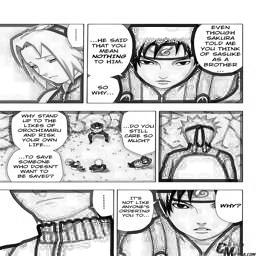 EVEN
THOUGH
SAKURA
TOLD ME
YOU THINK
OF SASUKE
AS A
BROTHER
...
...HE SAID
THAT YOU
MEAN
NOTHING
TO HIM.
SO
WHY...
...
...DO YOU
STILL
CARE SO
MUCH?
WHY STAND
UP TO THE
LIKES OF
OROCHIMARU
AND RISK
YOUR OWN
LIFE...
...TO SAVE
SOMEONE
WHO DOESN'T
WANT TO
BE SAVED?
WHY?
IT'S
NOT LIKE
ANYONE'S
ORDERING
YOU TO...
...